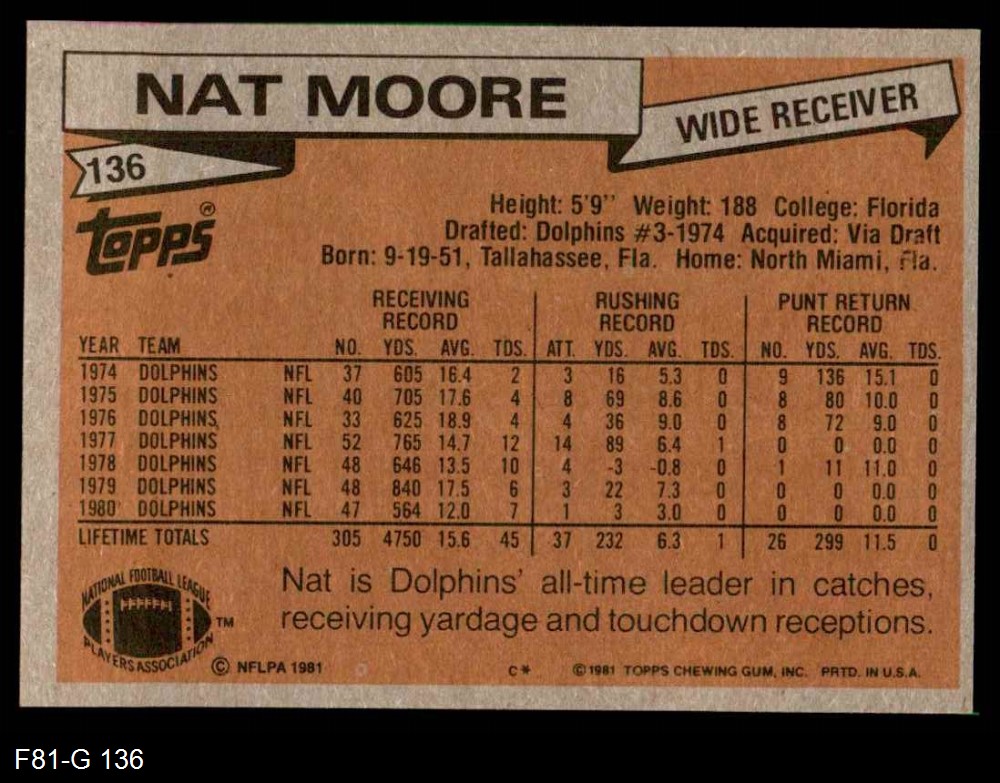 NAT MOORE
WIDE RECEIVER
136
Topps®
Height: 5'9" Weight: 188 College: Florida
Drafted: Dolphins #3-1974 Acquired: Via Draft
Born: 9-19-51, Tallahassee, Fla. Home: North Miami, Fla.
RECEIVING RUSHING PUNT RETURN
RECORD RECORD RECORD
YEAR TEAM NO. YDS. AVG. TDS. ATT. YDS. AVG. TDS. NO. YDS. AVG. TDS.
1974 DOLPHINS NFL 37 605 16.4 2 3 16 5.3 0 9 136 15.1 0
1975 DOLPHINS NFL 40 705 17.6 4 8 69 8.6 0 8 80 10.0 0
1976 DOLPHINS NFL 33 625 18.9 4 4 36 9.0 0 8 72 9.0 0
1977 DOLPHINS NFL 52 765 14.7 12 14 89 6.4 1 0 0 0.0 0
1978 DOLPHINS NFL 48 646 13.5 10 4 -3 -0.8 0 1 11 11.0 0
1979 DOLPHINS NFL 48 840 17.5 6 3 22 7.3 0 0 0 0.0 0
1980 DOLPHINS NFL 47 564 12.0 7 1 3 3.0 0 0 0 0.0 0
LIFETIME TOTALS 305 4750 15.6 45 37 232 6.3 1 26 299 11.5 0
Nat is Dolphins' all-time leader in catches,
receiving yardage and touchdown receptions.
NATIONAL FOOTBALL LEAGUE
PLAYERS ASSOCIATION
TM
© NFLPA 1981 C* ©1981 TOPPS CHEWING GUM, INC. PRTD. IN U.S.A.
F81-G 136